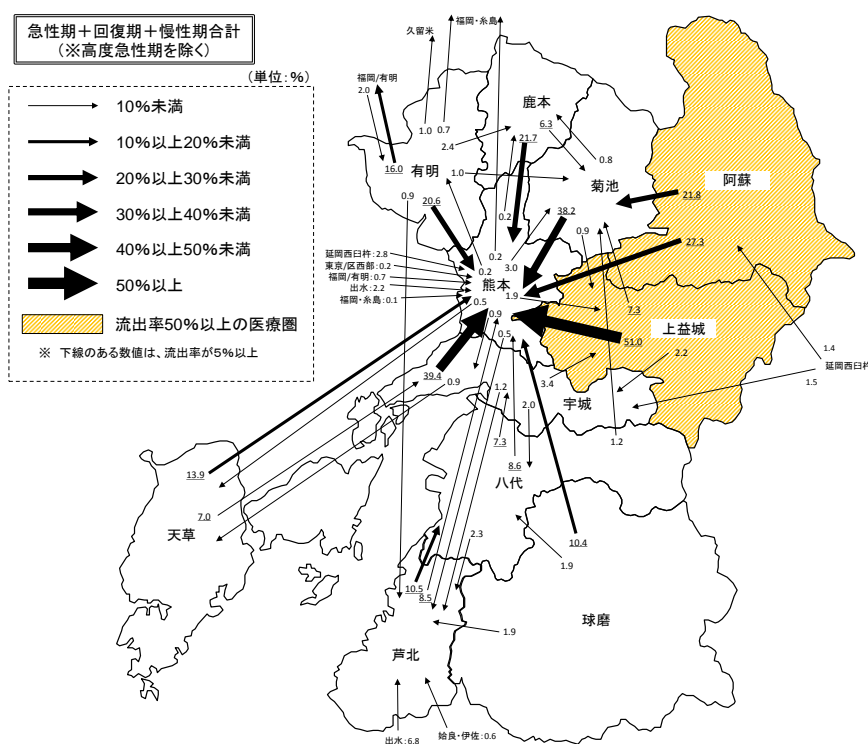 急性期＋回復期＋慢性期合計
（※高度急性期を除く）
（単位：％）
10％未満
10％以上20％未満
20％以上30％未満
30％以上40％未満
40％以上50％未満
50％以上
流出率50％以上の医療圏
※ 下線のある数値は、流出率が5％以上
久留米
福岡・糸島
福岡/有明
2.0
1.0
0.7
16.0
有明
2.4
鹿本
21.7
6.3
0.8
菊池
1.0
20.6
0.9
0.2
38.2
0.9
阿蘇
21.8
27.3
延岡西臼杵：2.8
東京/区西部：0.2
福岡/有明：0.7
出水：2.2
福岡・糸島：0.1
0.2
0.2
3.0
熊本
1.9
0.5
0.9
0.5
7.3
上益城
51.0
1.4
延岡西臼杵
1.5
2.2
3.4
宇城
39.4
0.9
1.2
2.0
7.3
8.6
八代
1.2
13.9
7.0
天草
10.4
2.3
1.9
10.5
8.5
1.9
球磨
芦北
出水：6.8
姶良・伊佐：0.6